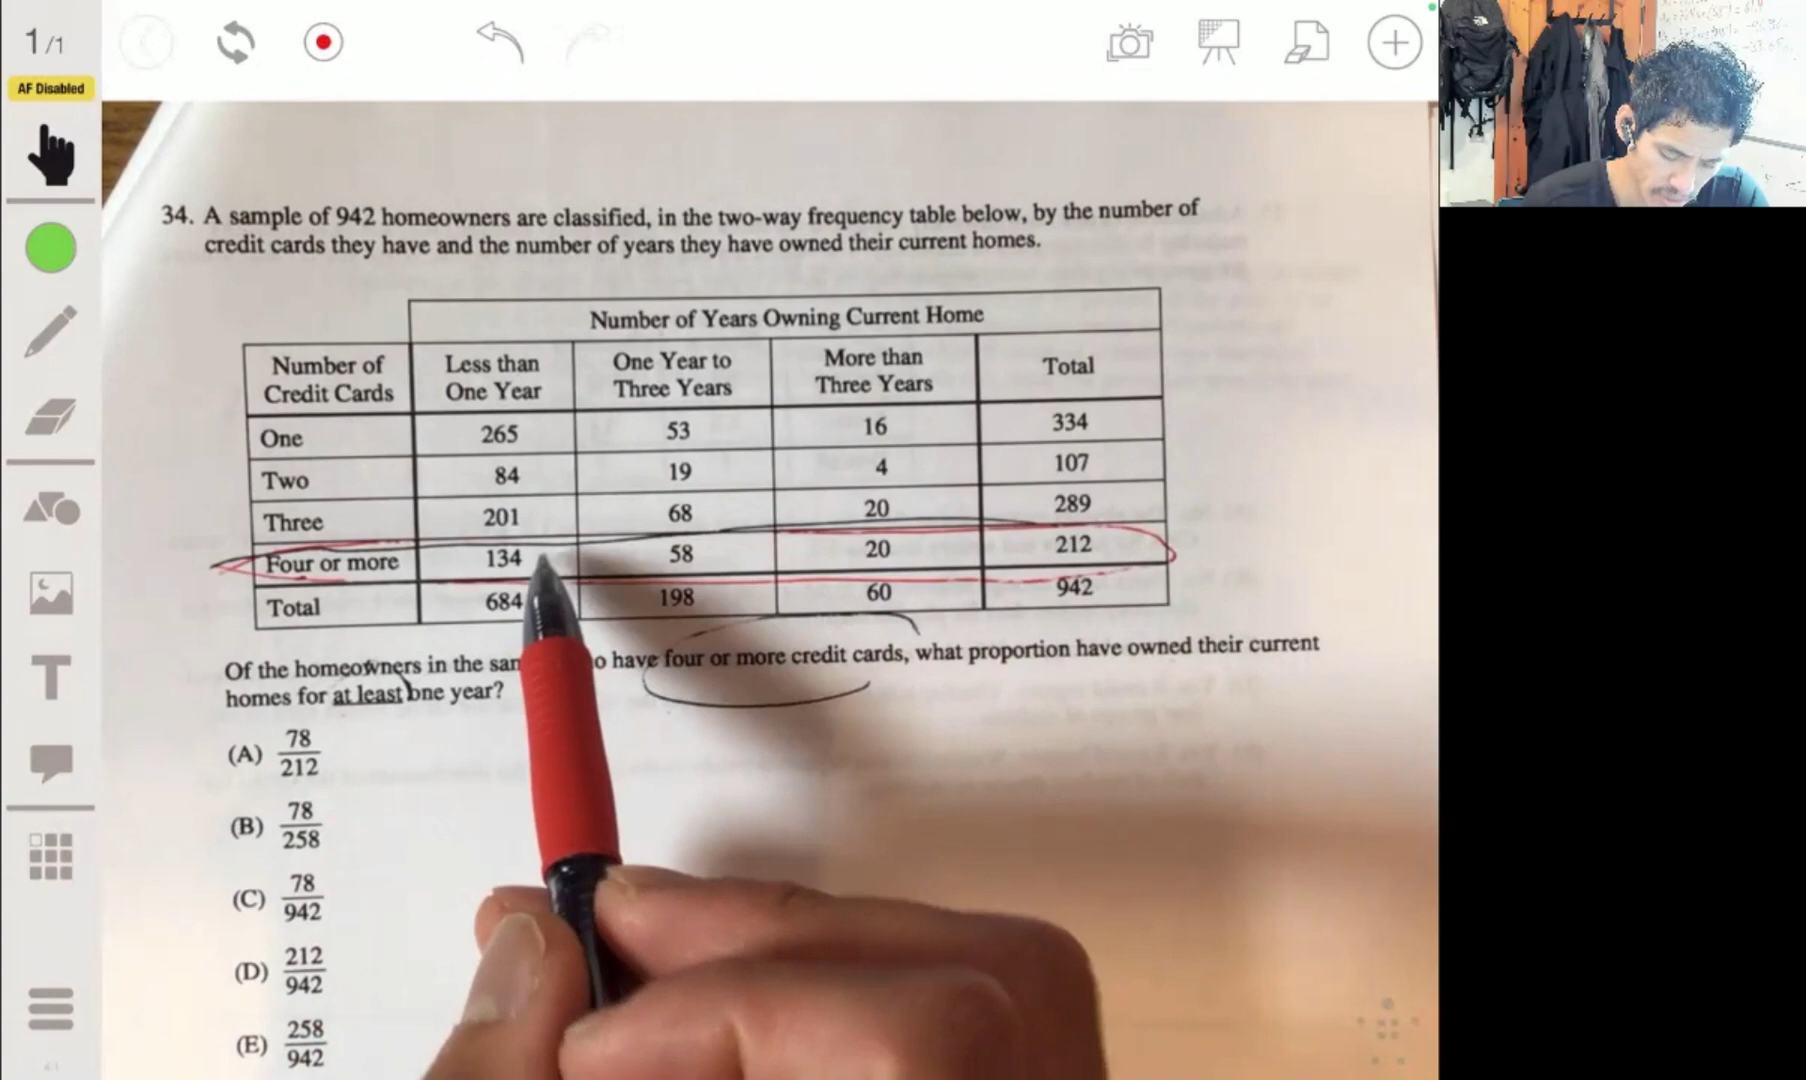 1/1
AF Disabled
T
34. A sample of 942 homeowners are classified, in the two-way frequency table below, by the number of
credit cards they have and the number of years they have owned their current homes.
Number of Years Owning Current Home
Number of Credit Cards Less than One Year One Year to Three Years More than Three Years Total
One 265 53 16 334
Two 84 19 4 107
Three 201 68 20 289
Four or more 134 58 20 212
Total 684 198 60 942
Of the homeowners in the have four or more credit cards, what proportion have owned their current
homes for at least one year?
(A) 78/212
(B) 78/258
(C) 78/942
(D) 212/942
(E) 258/942